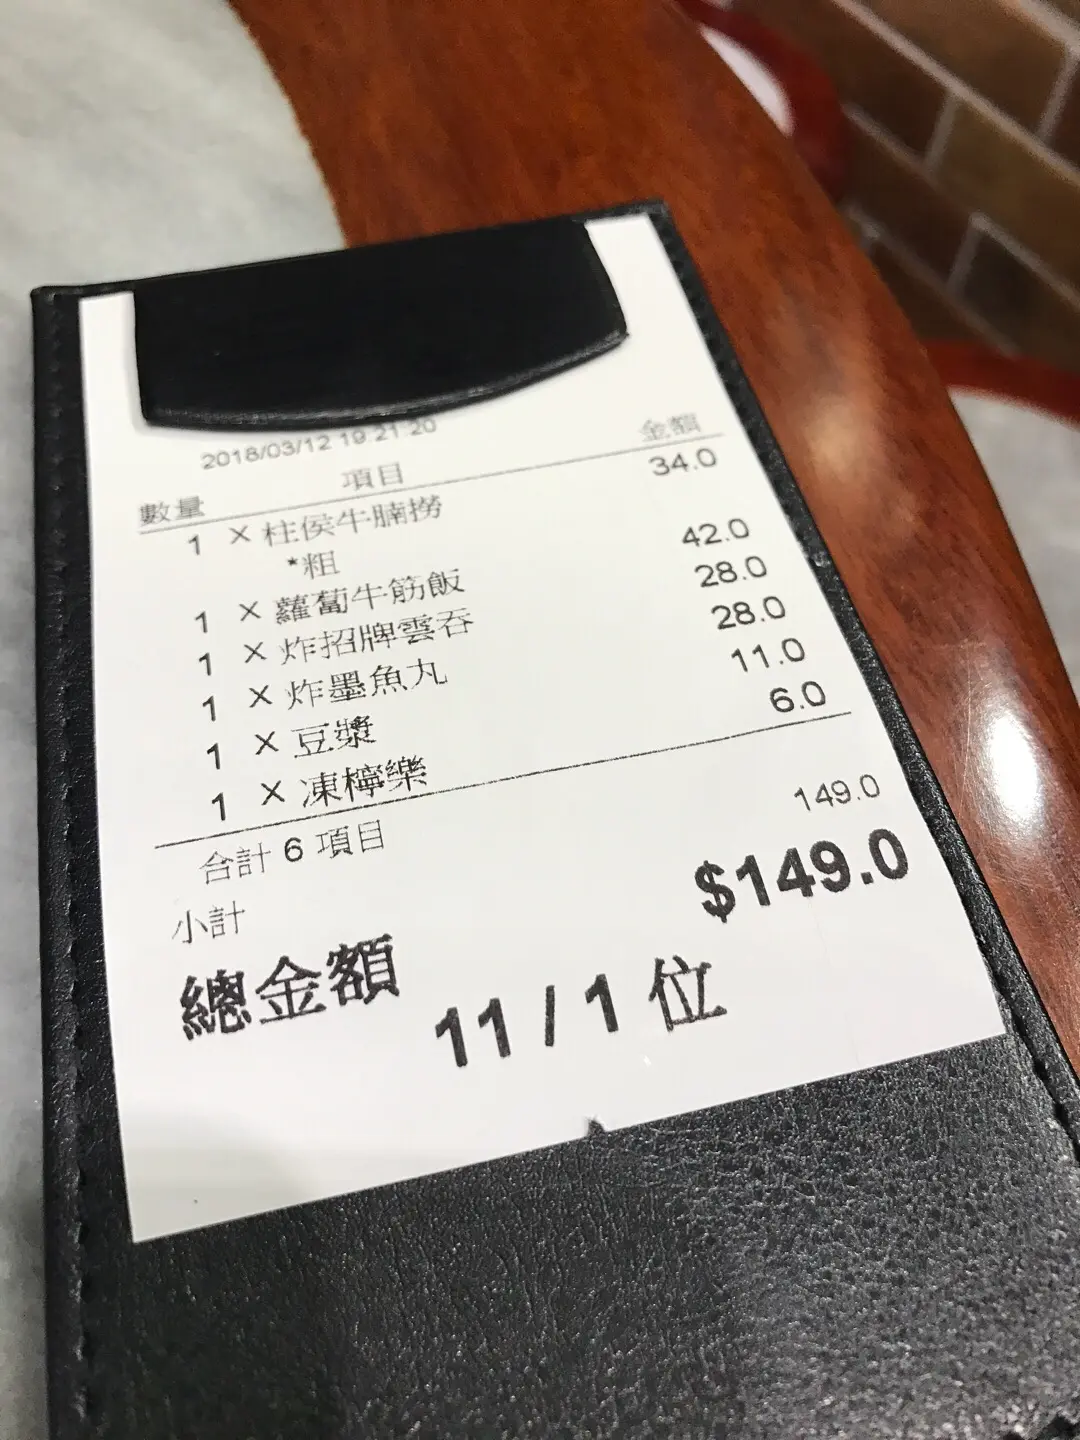 2018/03/12 19:21:20
數量 項目 金額
1 × 柱侯牛腩撈 34.0
*粗
1 × 蘿蔔牛筋飯 42.0
1 × 炸招牌雲吞 28.0
1 × 炸墨魚丸 28.0
1 × 豆漿 11.0
1 × 凍檸樂 6.0
合計 6 項目
小計 149.0
總金額 $149.0
11 / 1 位